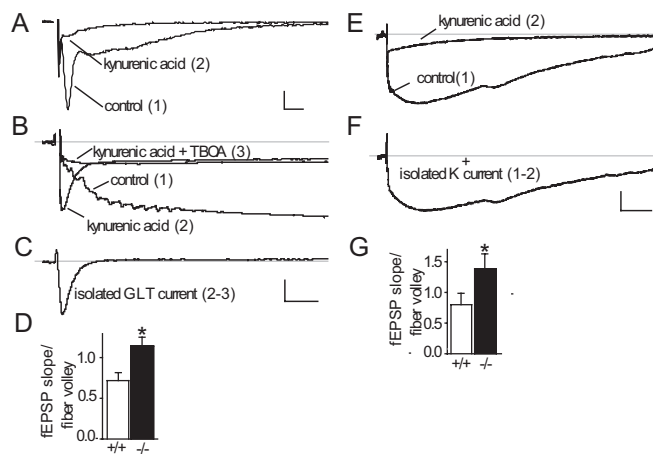 A
kynurenic acid (2)
control (1)
B
kynurenic acid + TBOA (3)
control (1)
kynurenic acid (2)
C
isolated GLT current (2-3)
D
fEPSP slope/
fiber volley
1.0
0.5
0.0
*
+/+
-/-
E
kynurenic acid (2)
control(1)
F
+
isolated K current (1-2)
G
fEPSP slope/
fiber volley
1.5
1.0
0.5
0.0
*
+/+
-/-